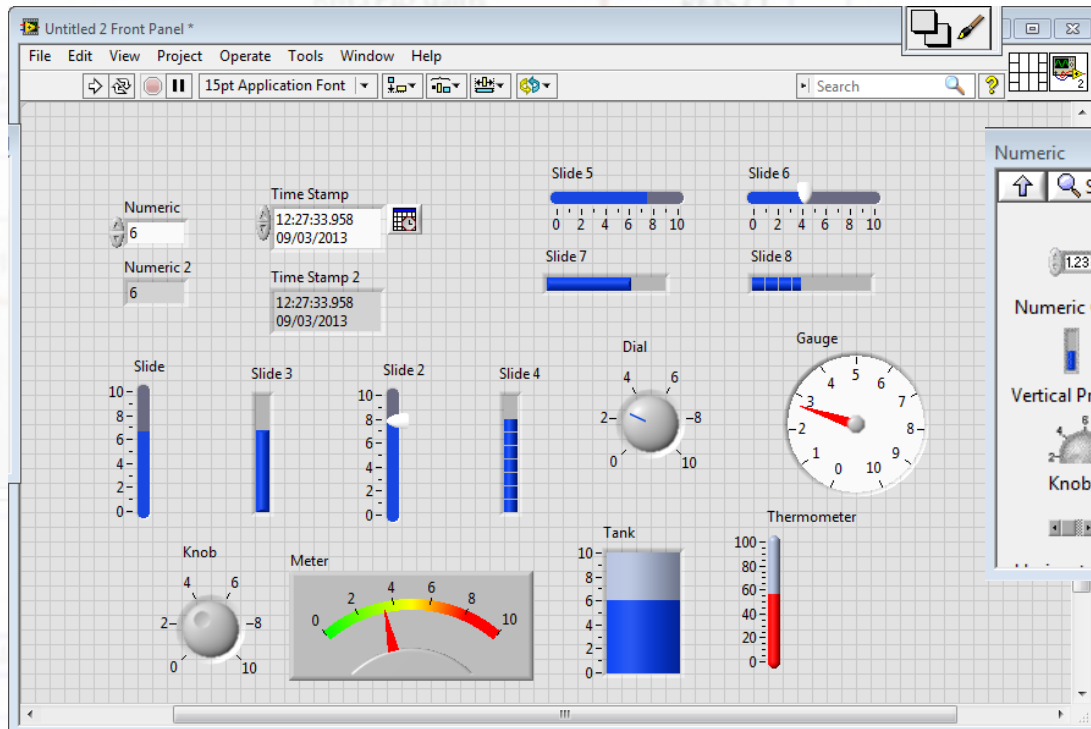 Untitled 2 Front Panel *
File Edit View Project Operate Tools Window Help
15pt Application Font
Search
2
Numeric
6
Numeric 2
6
Time Stamp
12:27:33.958
09/03/2013
Time Stamp 2
12:27:33.958
09/03/2013
Slide 5
0 2 4 6 8 10
Slide 6
0 2 4 6 8 10
Slide 7
Slide 8
Slide
10
8
6
4
2
0
Slide 3
Slide 2
10
8
6
4
2
0
Slide 4
Dial
0 2 4 6 8 10
Gauge
0 1 2 3 4 5 6 7 8 9 10
Knob
0 2 4 6 8 10
Meter
0 2 4 6 8 10
Tank
10
8
6
4
2
0
Thermometer
100
80
60
40
20
0
Numeric
S
1.23
Numeric
Vertical Pr
2 4 6
Knob